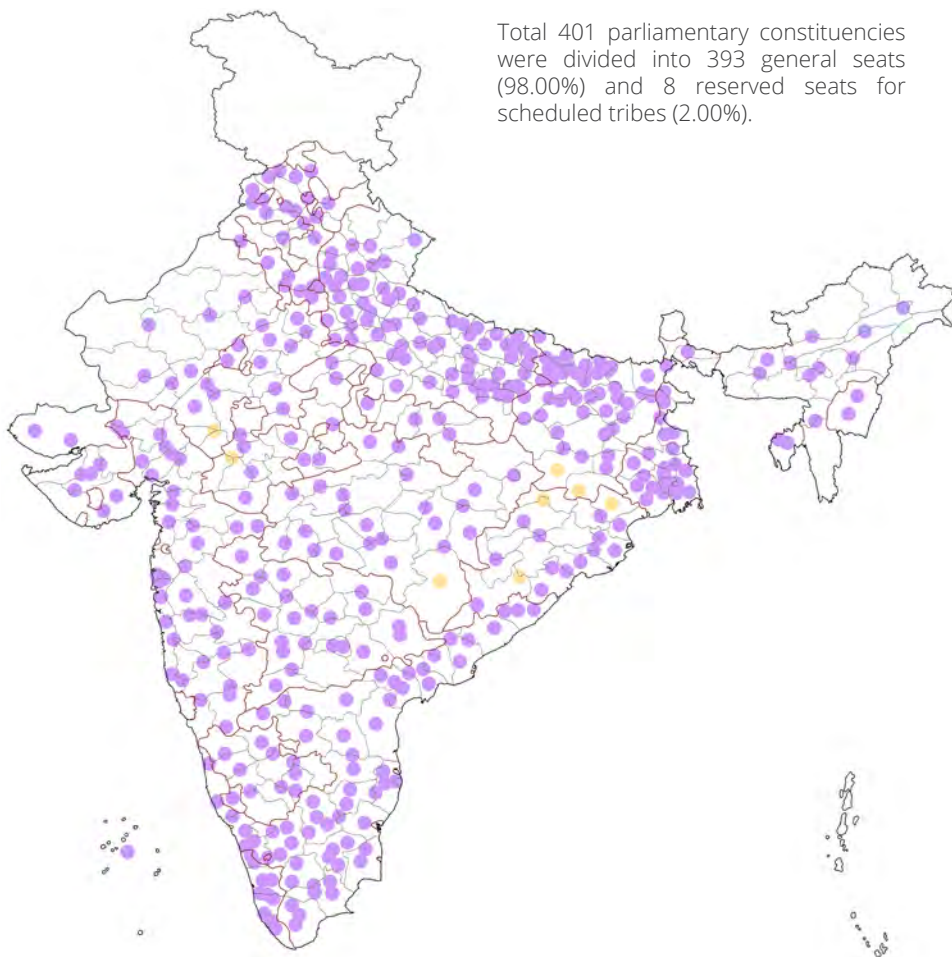 Total 401 parliamentary constituencies
were divided into 393 general seats
(98.00%) and 8 reserved seats for
scheduled tribes (2.00%).